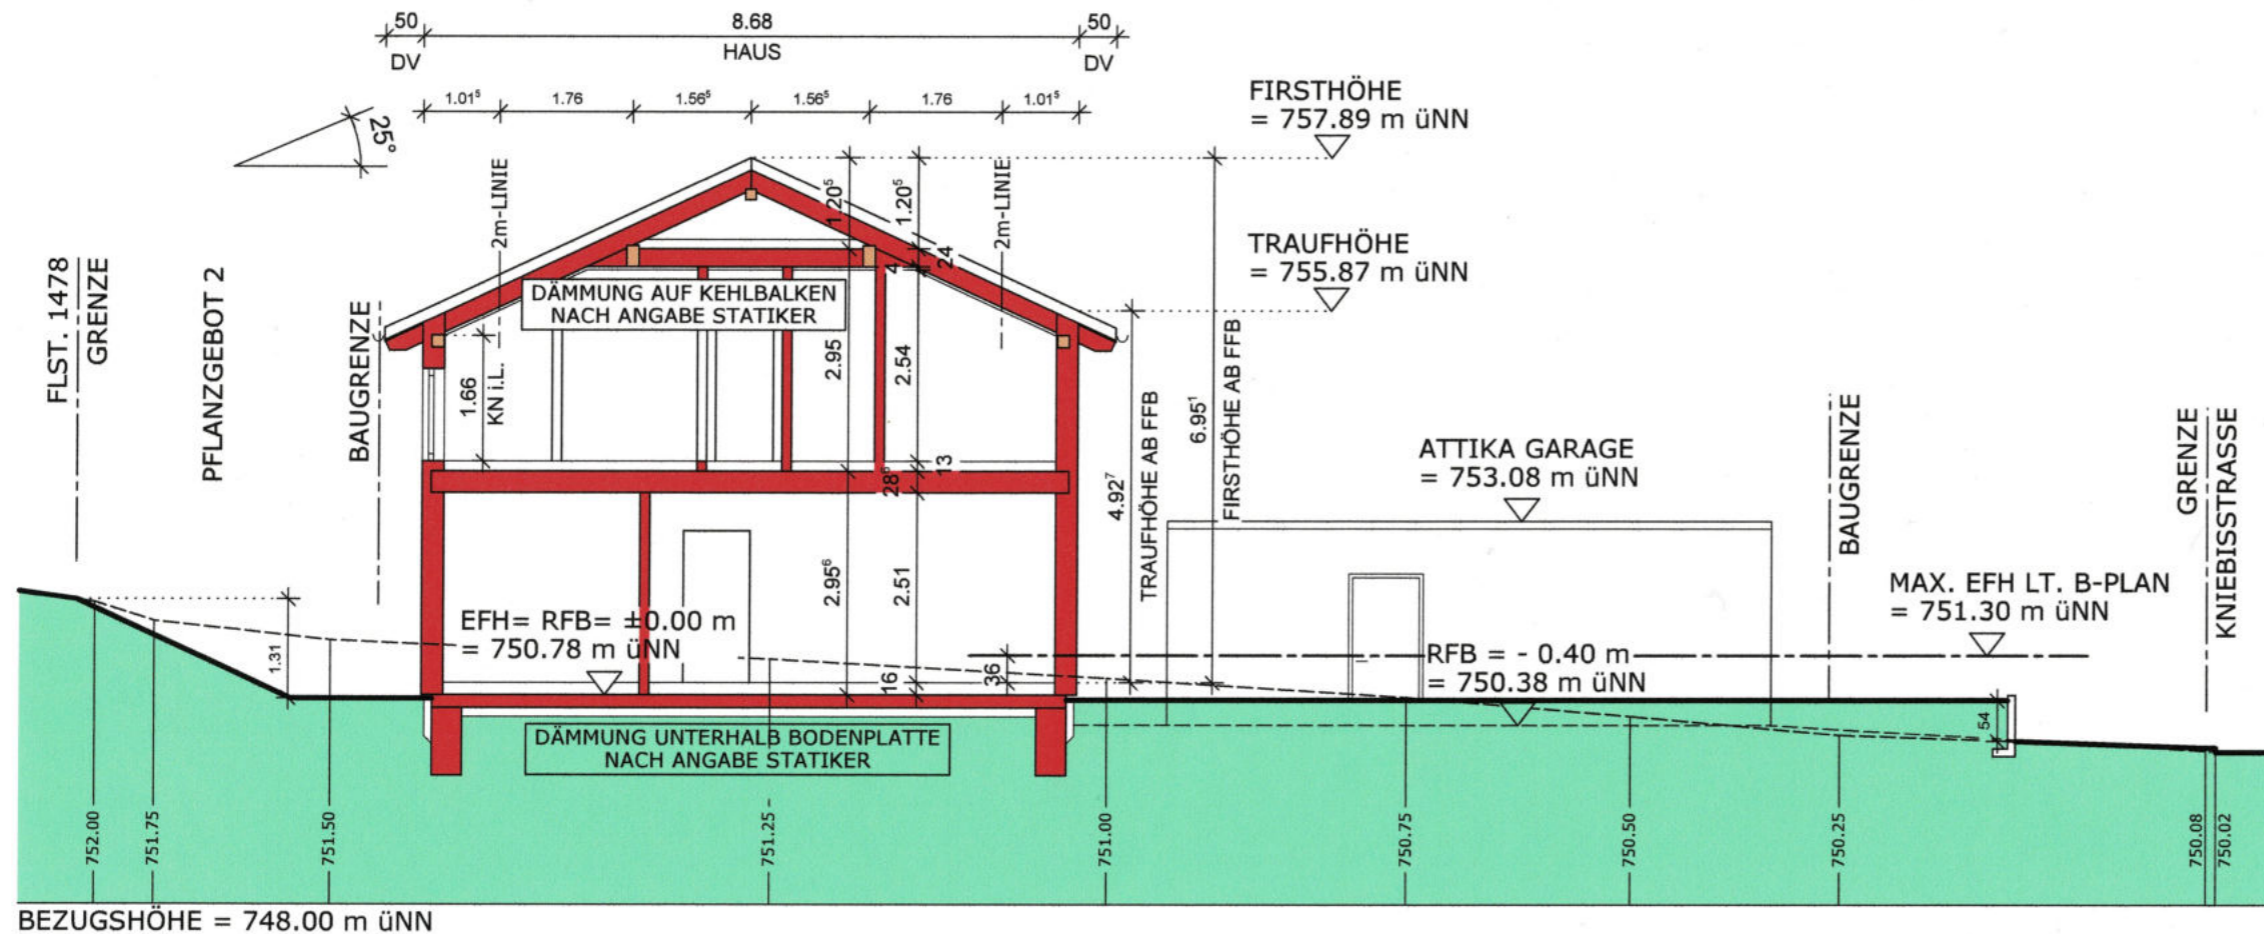 50
8.68
50
DV
HAUS
DV
1.01⁵
1.76
1.56⁵
1.56⁵
1.76
1.01⁵
25°
FIRSTHÖHE
= 757.89 m üNN
TRAUFHÖHE
= 755.87 m üNN
2m-LINIE
2m-LINIE
1.20⁵
1.20⁵
24
4
FLST. 1478
GRENZE
PFLANZGEBOT 2
BAUGRENZE
DÄMMUNG AUF KEHLBALKEN
NACH ANGABE STATIKER
1.66
KN i.L.
2.95
2.54
13
28⁶
4.92⁷
TRAUFHÖHE AB FFB
6.95¹
FIRSTHÖHE AB FFB
ATTIKA GARAGE
= 753.08 m üNN
BAUGRENZE
GRENZE
KNIEBISSTRASSE
MAX. EFH LT. B-PLAN
= 751.30 m üNN
1.31
EFH= RFB= ±0.00 m
= 750.78 m üNN
2.95⁶
2.51
16
36
RFB = - 0.40 m
= 750.38 m üNN
54
DÄMMUNG UNTERHALB BODENPLATTE
NACH ANGABE STATIKER
752.00
751.75
751.50
751.25
751.00
750.75
750.50
750.25
750.08
750.02
BEZUGSHÖHE = 748.00 m üNN